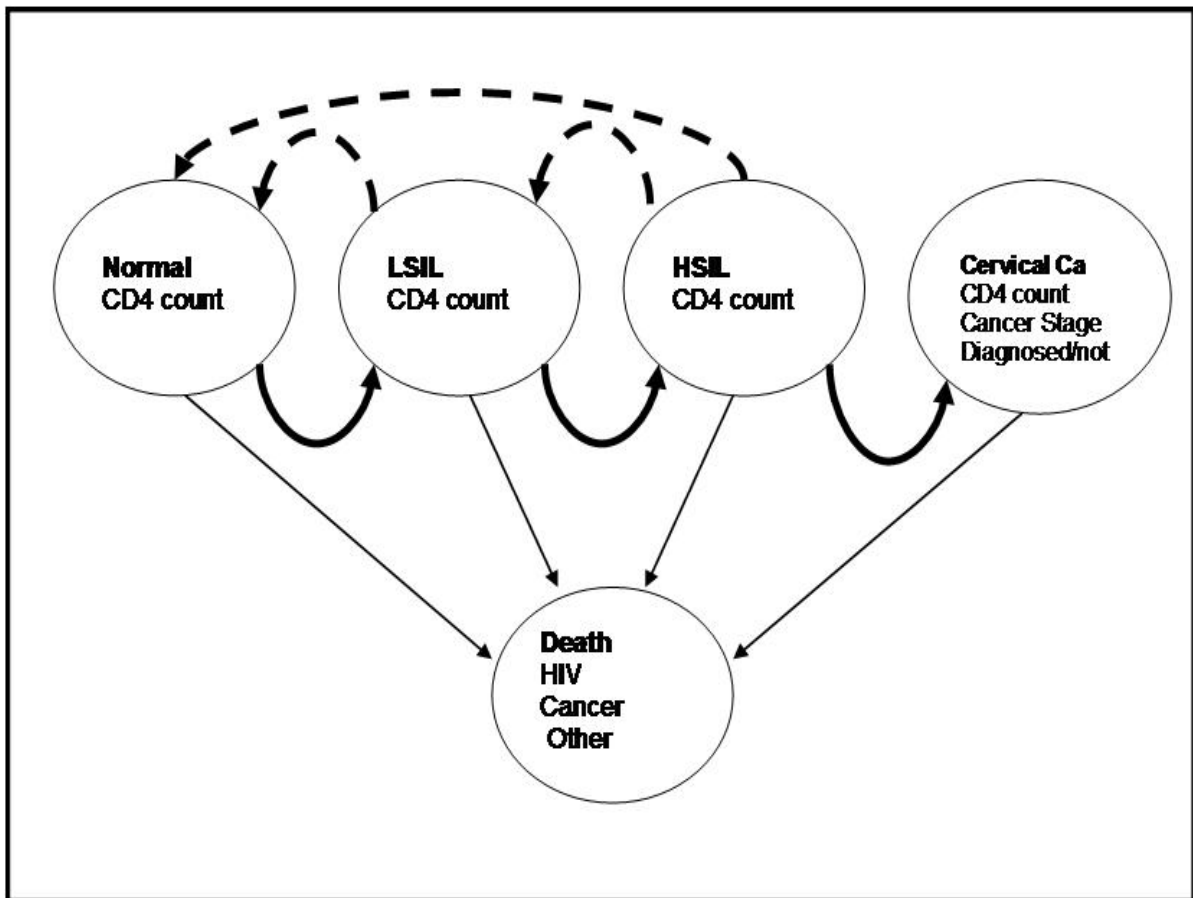 Normal
CD4 count
LSIL
CD4 count
HSIL
CD4 count
Cervical Ca
CD4 count
Cancer Stage
Diagnosed/not
Death
HIV
Cancer
Other